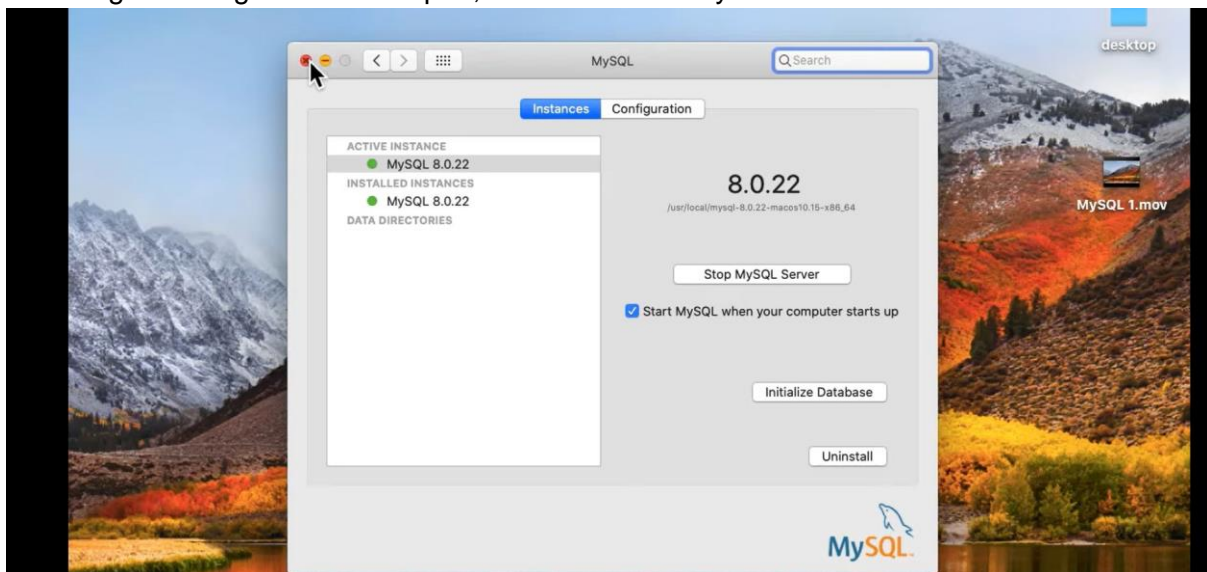 MySQL
Search
desktop
Instances Configuration
ACTIVE INSTANCE
MySQL 8.0.22
INSTALLED INSTANCES
MySQL 8.0.22
DATA DIRECTORIES
8.0.22
/usr/local/mysql-8.0.22-macos10.15-x86_64
Stop MySQL Server
Start MySQL when your computer starts up
Initialize Database
Uninstall
MySQL
MySQL 1.mov